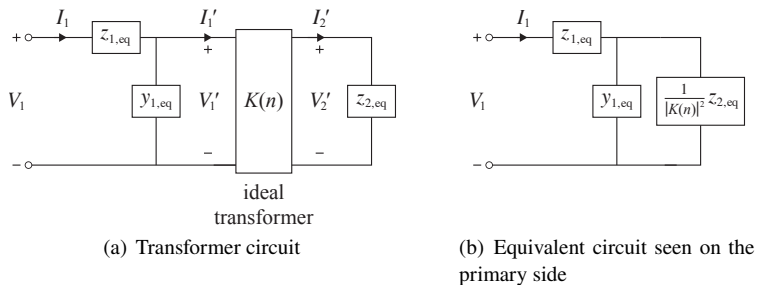 I₁ z₁,eq I₁′ I₂′
+ + +
V₁ y₁,eq V₁′ K(n) V₂′ z₂,eq
− − −
ideal
transformer
(a) Transformer circuit
I₁ z₁,eq
+
V₁ y₁,eq 1/|K(n)|² z₂,eq
−
(b) Equivalent circuit seen on the
primary side